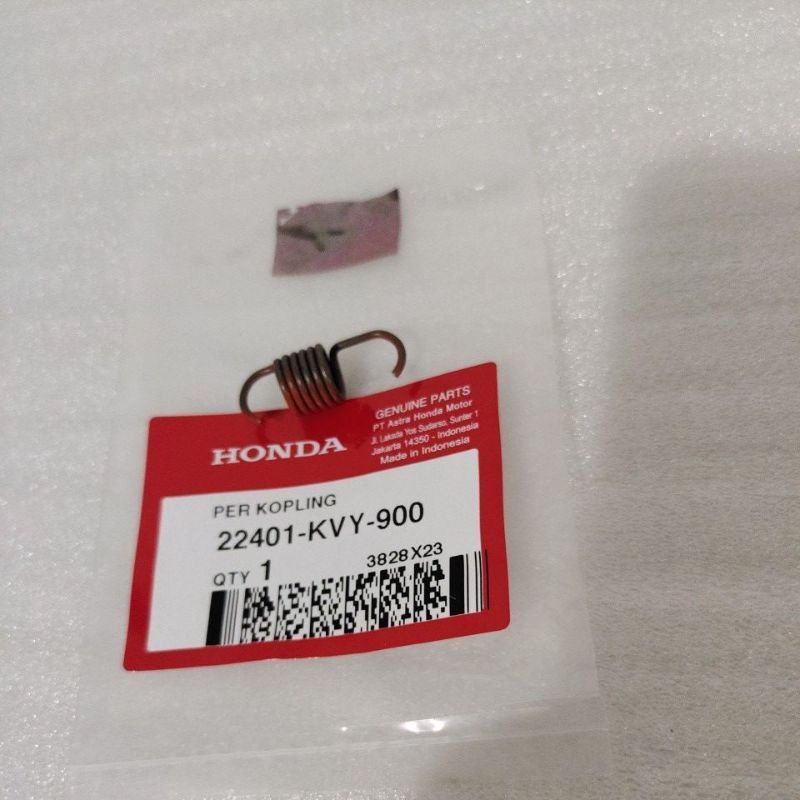 HONDA
GENUINE PARTS
PT Astra Honda Motor
Jl. Laksda Yos Sudarso, Sunter 1
Jakarta 14350 - Indonesia
Made in Indonesia
PER KOPLING
22401-KVY-900
QTY 1
3828X23